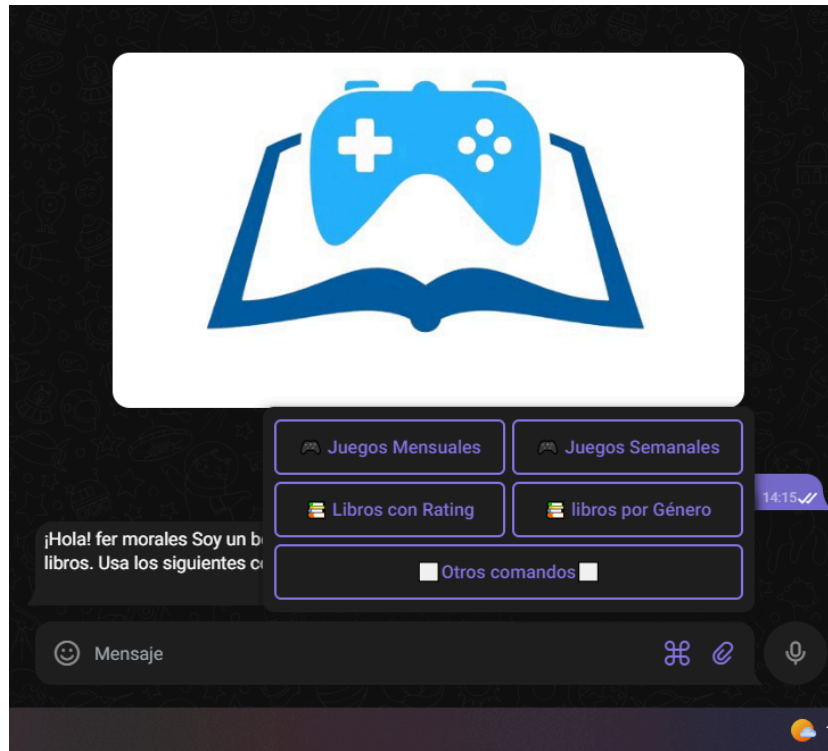 🎮 Juegos Mensuales
🎮 Juegos Semanales
📚 Libros con Rating
📚 libros por Género
⬜Otros comandos⬜
14:15
¡Hola! fer morales Soy un
libros. Usa los siguientes
Mensaje